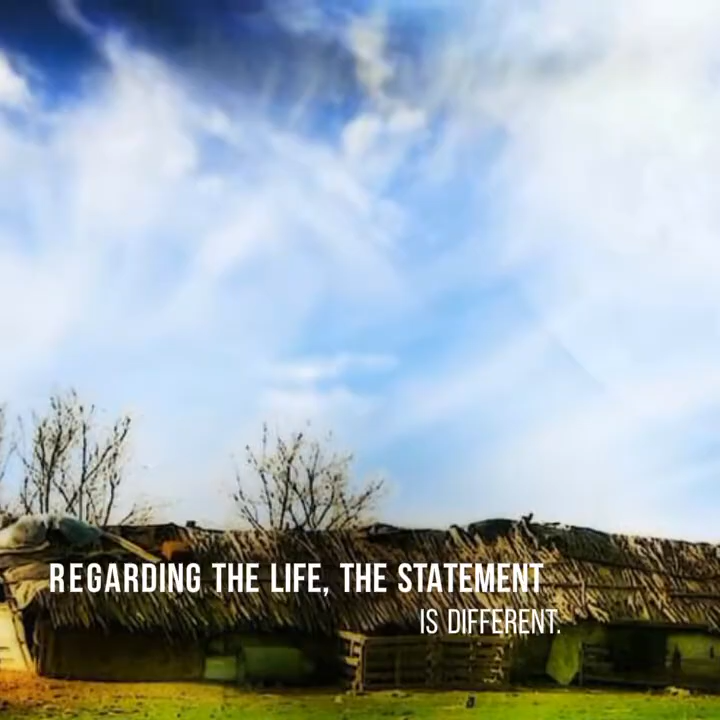 REGARDING THE LIFE, THE STATEMENT
IS DIFFERENT.